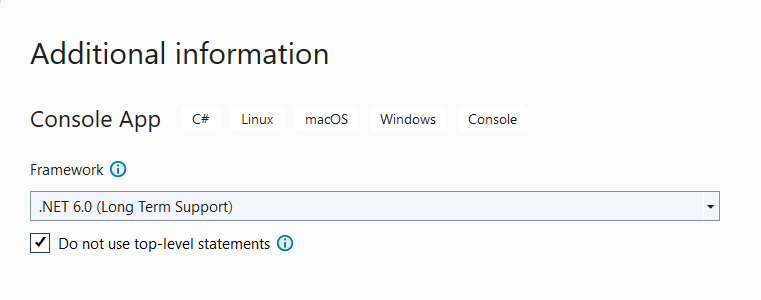 Additional information
Console App C# Linux macOS Windows Console
Framework
.NET 6.0 (Long Term Support)
Do not use top-level statements